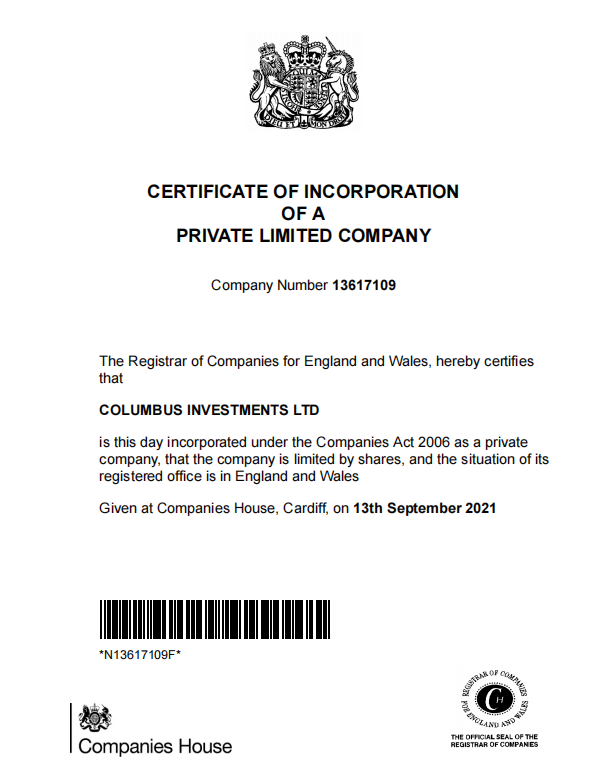 DIEU ET MON DROIT
CERTIFICATE OF INCORPORATION
OF A
PRIVATE LIMITED COMPANY
Company Number 13617109
The Registrar of Companies for England and Wales, hereby certifies
that
COLUMBUS INVESTMENTS LTD
is this day incorporated under the Companies Act 2006 as a private
company, that the company is limited by shares, and the situation of its
registered office is in England and Wales
Given at Companies House, Cardiff, on 13th September 2021
*N13617109F*
REGISTRAR OF COMPANIES
FOR ENGLAND AND WALES
CH
THE OFFICIAL SEAL OF THE
REGISTRAR OF COMPANIES
Companies House